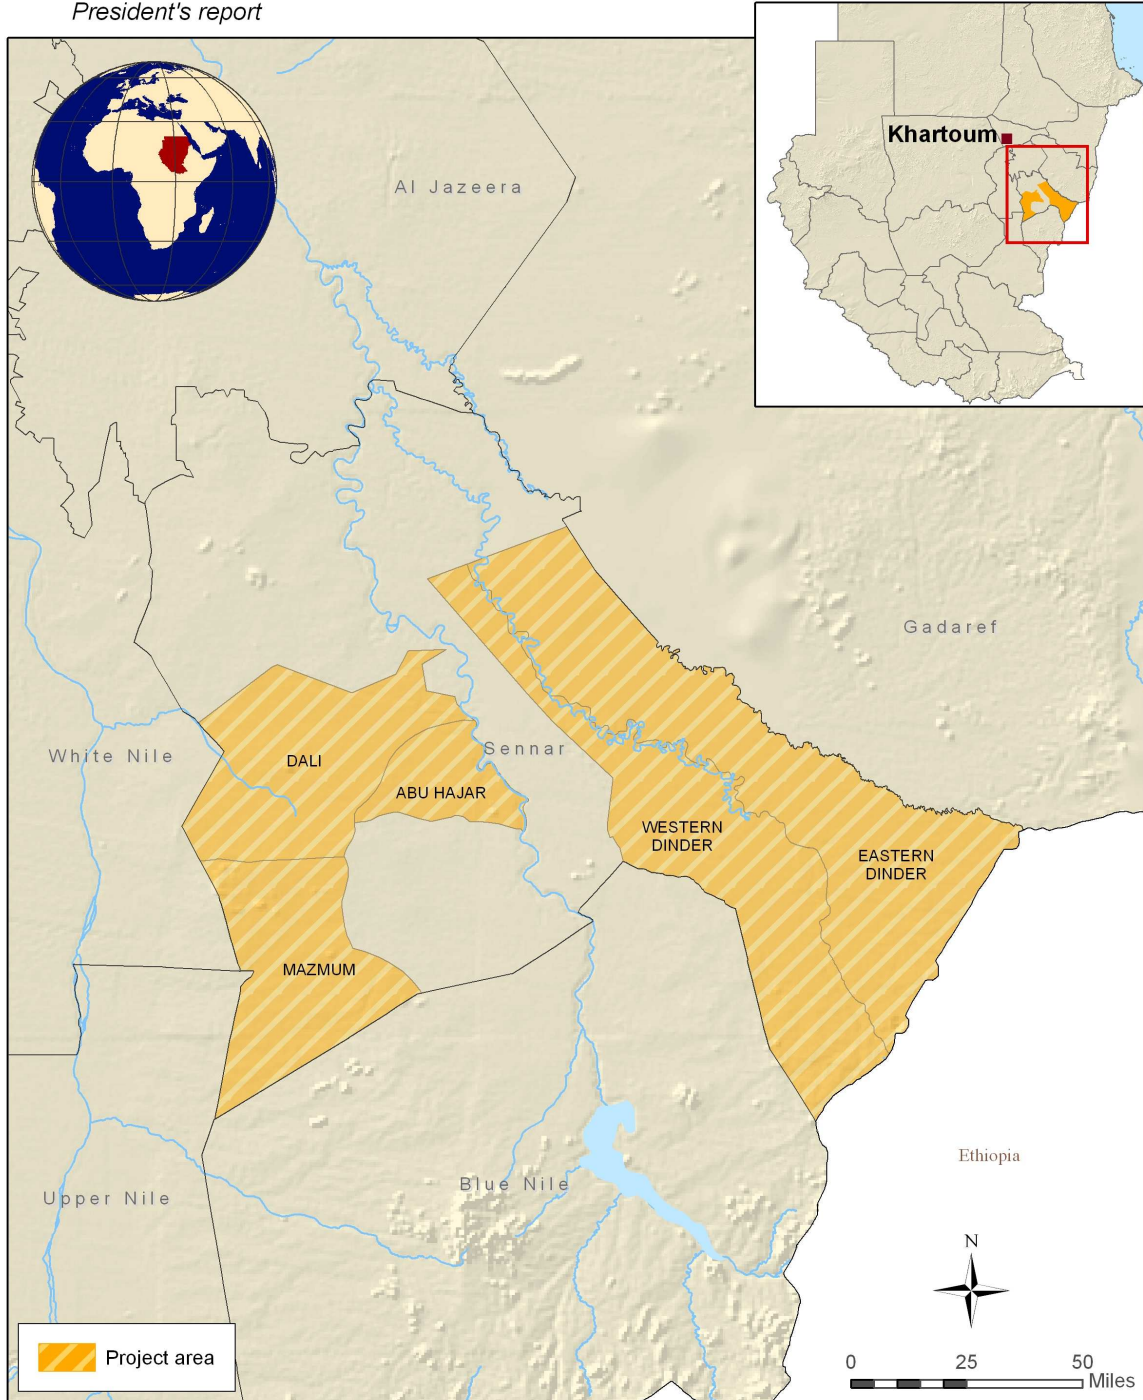 President's report
Khartoum
Al Jazeera
Gadaref
White Nile
Sennar
DALI
ABU HAJAR
WESTERN
DINDER
EASTERN
DINDER
MAZMUM
Ethiopia
Blue Nile
Upper Nile
N
Project area
0 25 50
Miles